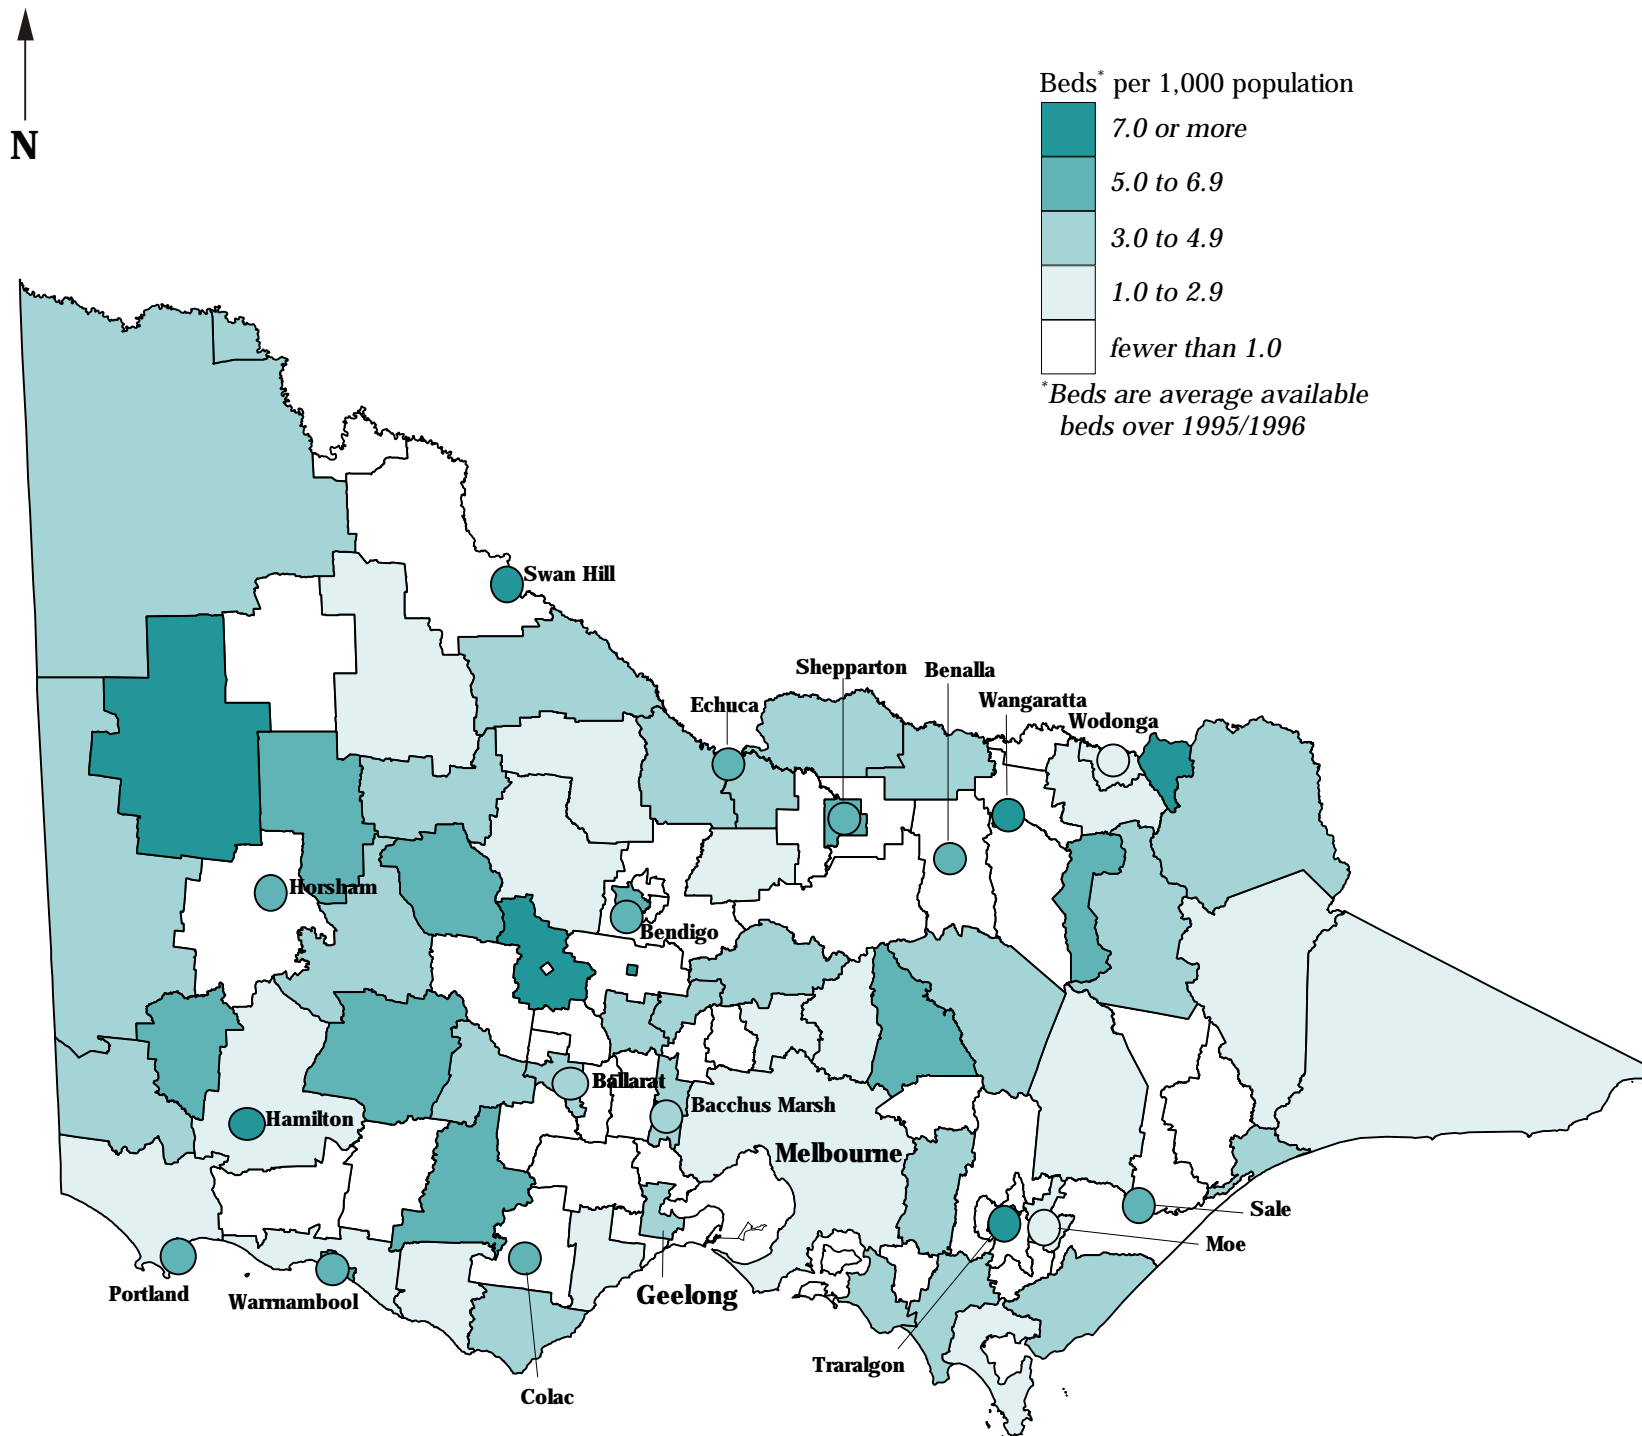 N
Beds* per 1,000 population
7.0 or more
5.0 to 6.9
3.0 to 4.9
1.0 to 2.9
fewer than 1.0
*Beds are average available
beds over 1995/1996
Swan Hill
Shepparton
Benalla
Echuca
Wangaratta
Wodonga
Horsham
Bendigo
Ballarat
Bacchus Marsh
Hamilton
Melbourne
Sale
Moe
Portland
Warrnambool
Geelong
Traralgon
Colac